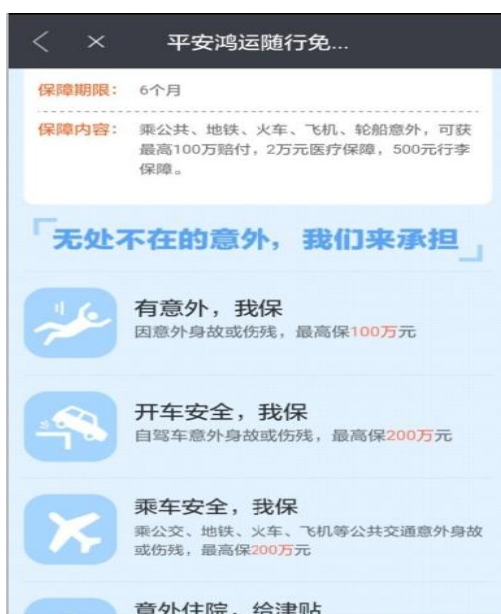 平安鸿运随行免...
保障期限： 6个月
保障内容： 乘公共、地铁、火车、飞机、轮船意外，可获
最高100万赔付，2万元医疗保障，500元行李
保障。
「无处不在的意外，我们来承担」
有意外，我保
因意外身故或伤残，最高保100万元
开车安全，我保
自驾车意外身故或伤残，最高保200万元
乘车安全，我保
乘公交、地铁、火车、飞机等公共交通意外身故
或伤残，最高保200万元
意外住院，给津贴